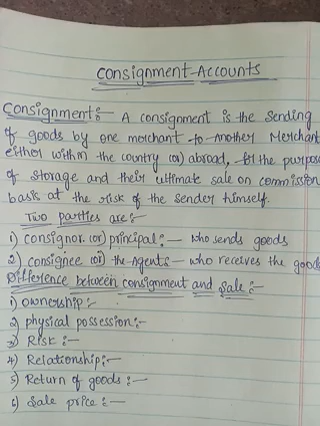 Consignment Accounts
Consignment :- A consignment is the sending
of goods by one merchant to another Merchant
either within the country (or) abroad, for the purpose
of storage and their ultimate sale on commission
basis at the risk of the sender himself.
Two parties are :-
1) consignor (or) principal :- who sends goods
2) consignee (or) the Agents - who receives the goods
Difference between consignment and sale :-
1) ownership :-
2) physical possession :-
3) Risk :-
4) Relationship :-
5) Return of goods :-
6) Sale price :-